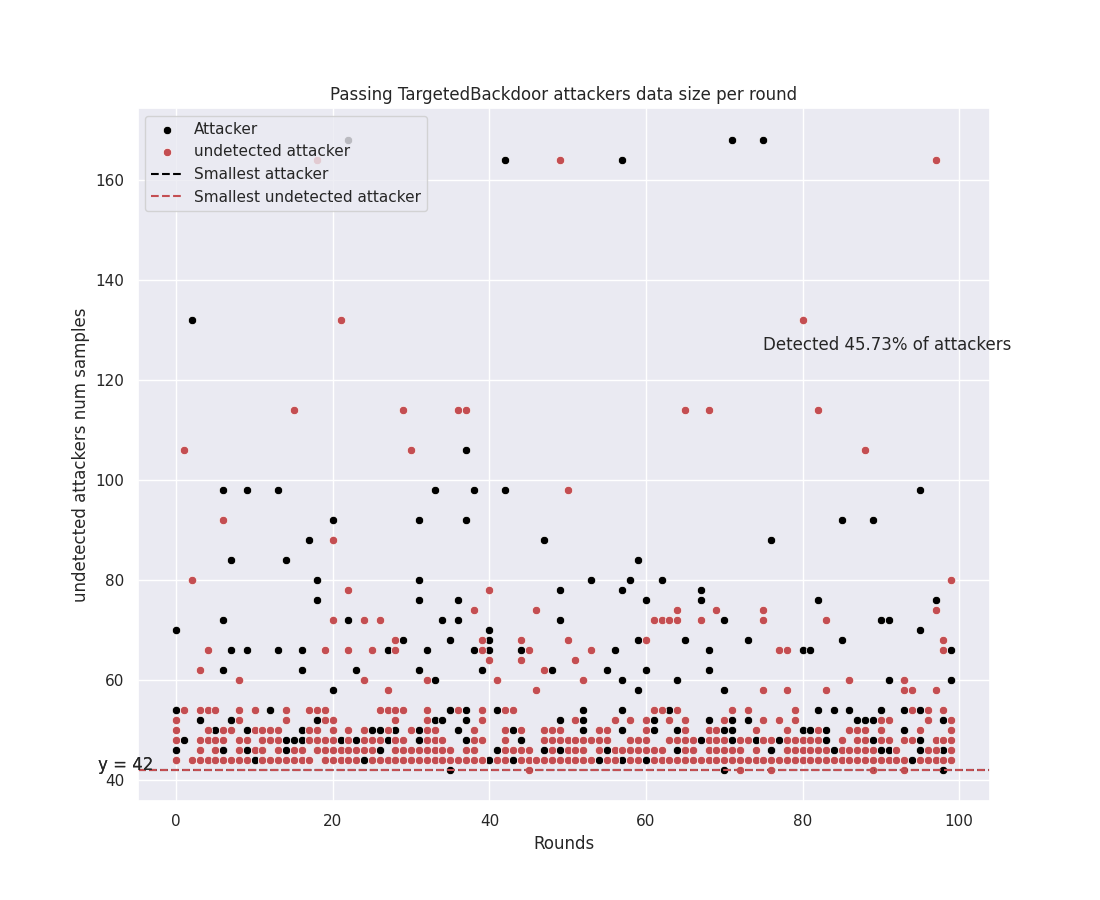 Passing TargetedBackdoor attackers data size per round
Attacker
undetected attacker
Smallest attacker
Smallest undetected attacker
160
140
Detected 45.73% of attackers
120
100
80
60
y = 42
40
undetected attackers num samples
0 20 40 60 80 100
Rounds